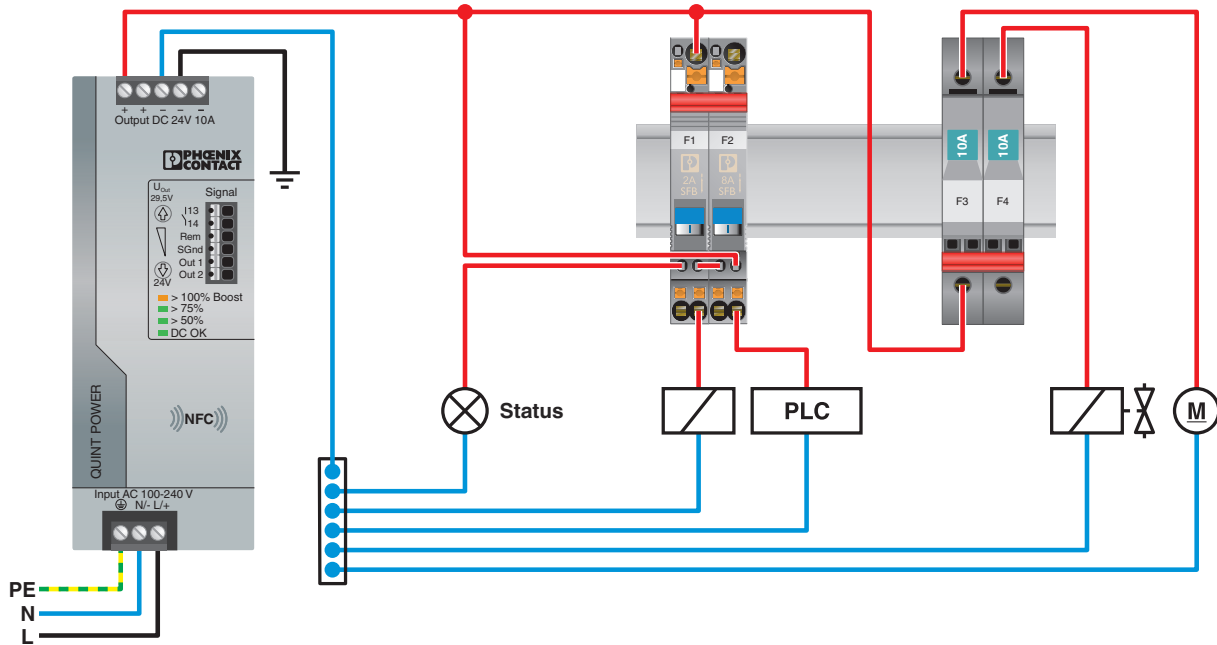 + + – – –
Output DC 24V 10A
PHŒNIX
CONTACT
UOut
29,5V
Signal
13
14
Rem
SGnd
Out 1
Out 2
24V
> 100% Boost
> 75%
> 50%
DC OK
QUINT POWER
NFC
Input AC 100-240 V
N/- L/+
PE
N
L
F1
F2
2A
SFB
8A
SFB
10A
10A
F3
F4
Status
PLC
M